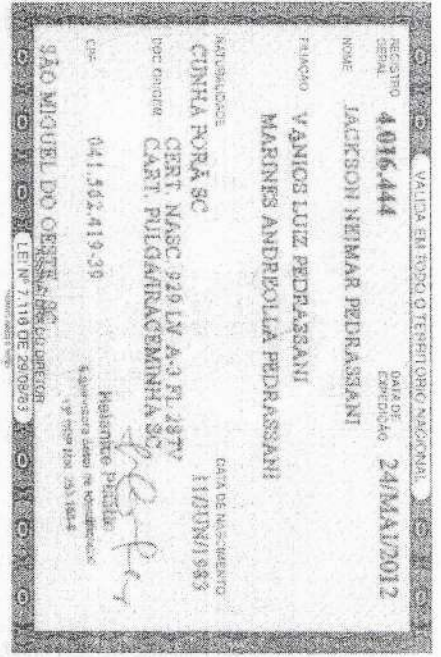 VÁLIDA EM TODO O TERRITÓRIO NACIONAL
REGISTRO GERAL 4.016.444 DATA DE EXPEDIÇÃO 24/MAI/2012
NOME JACKSON NEIMAR PEDRASSANI
FILIAÇÃO VANIOS LUIZ PEDRASSANI
MARINES ANDREOLLA PEDRASSANI
NATURALIDADE DATA DE NASCIMENTO
CUNHA PORÃ SC 11/JUN/1983
DOC ORIGEM CERT. NASC 929 LV A-3 FL 287V
CART. PULGA/IRACEMINHA SC
CPF 041.502.419-39
SÃO MIGUEL DO OESTE SC
ASSINATURA DO DIRETOR
LEI Nº 7.116 DE 29/08/83